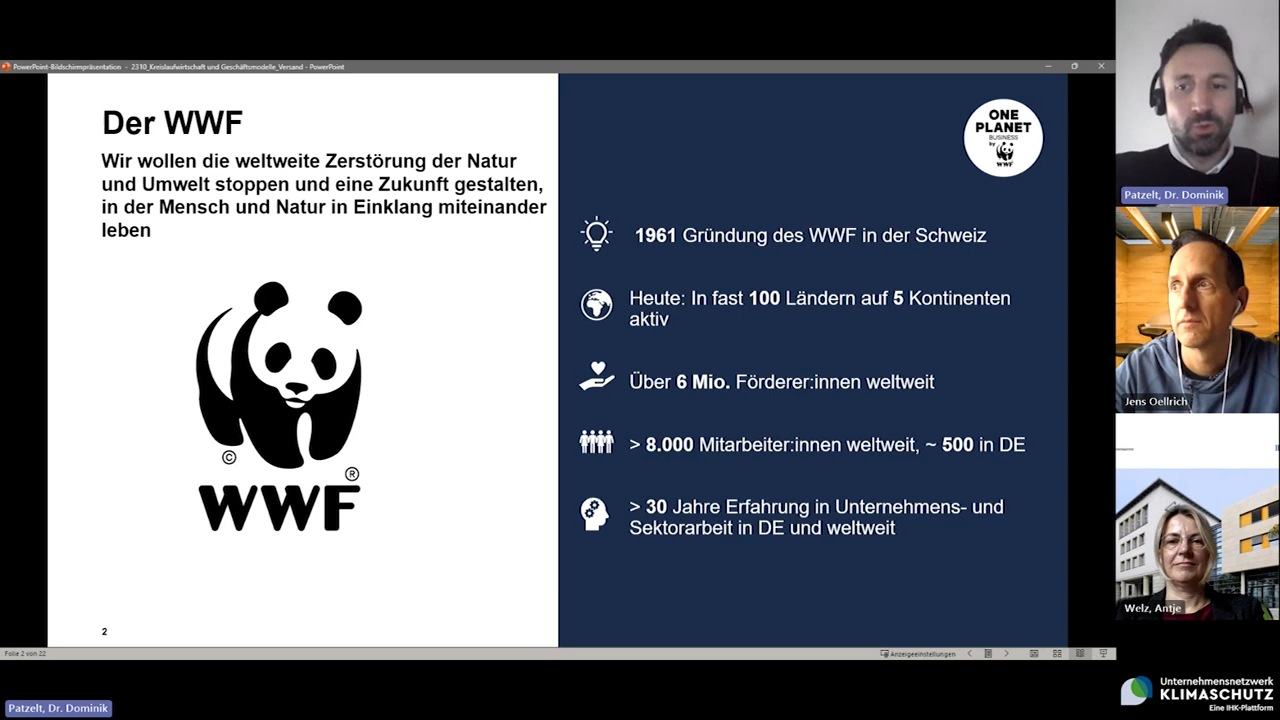 PowerPoint-Bildschirmpräsentation - 2310_Kreislaufwirtschaft und Geschäftsmodelle_Versand - PowerPoint
Der WWF
Wir wollen die weltweite Zerstörung der Natur
und Umwelt stoppen und eine Zukunft gestalten,
in der Mensch und Natur in Einklang miteinander
leben
©
®
WWF
2
ONE
PLANET
BUSINESS
by
WWF
1961 Gründung des WWF in der Schweiz
Heute: In fast 100 Ländern auf 5 Kontinenten
aktiv
Über 6 Mio. Förderer:innen weltweit
> 8.000 Mitarbeiter:innen weltweit, ~ 500 in DE
> 30 Jahre Erfahrung in Unternehmens- und
Sektorarbeit in DE und weltweit
Folie 2 von 22
Anzeigeeinstellungen
Patzelt, Dr. Dominik
Jens Oellrich
Welz, Antje
Patzelt, Dr. Dominik
Unternehmensnetzwerk
KLIMASCHUTZ
Eine IHK-Plattform